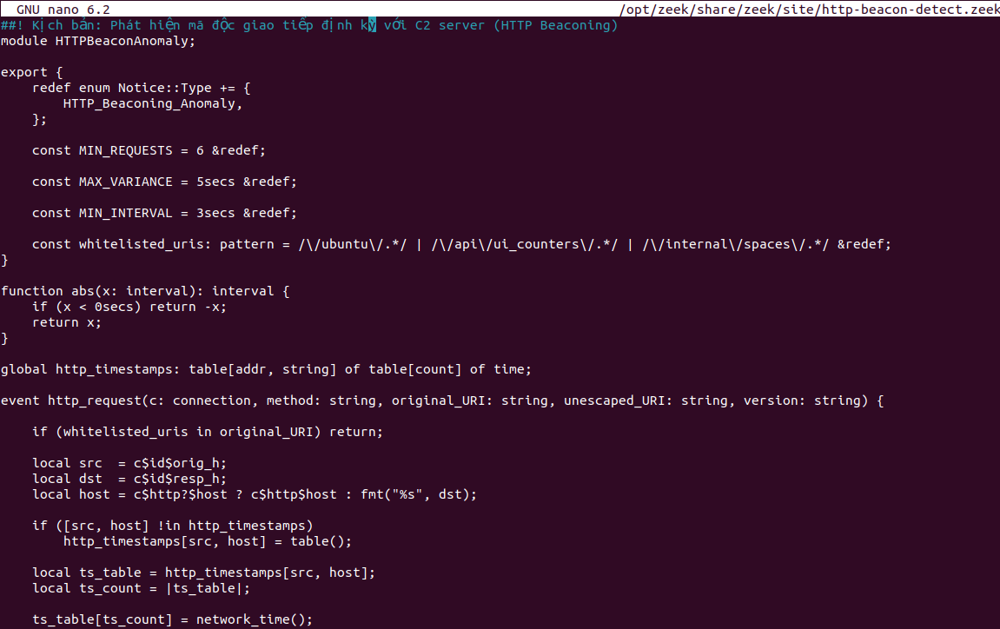 GNU nano 6.2 /opt/zeek/share/zeek/site/http-beacon-detect.zeek
##! Kịch bản: Phát hiện mã độc giao tiếp định kỳ với C2 server (HTTP Beaconing)
module HTTPBeaconAnomaly;
export {
    redef enum Notice::Type += {
        HTTP_Beaconing_Anomaly,
    };
    const MIN_REQUESTS = 6 &redef;
    const MAX_VARIANCE = 5secs &redef;
    const MIN_INTERVAL = 3secs &redef;
    const whitelisted_uris: pattern = /\/ubuntu\/.*/ | /\/api\/ui_counters\/.*/ | /\/internal\/spaces\/.*/ &redef;
}
function abs(x: interval): interval {
    if (x < 0secs) return -x;
    return x;
}
global http_timestamps: table[addr, string] of table[count] of time;
event http_request(c: connection, method: string, original_URI: string, unescaped_URI: string, version: string) {
    if (whitelisted_uris in original_URI) return;
    local src  = c$id$orig_h;
    local dst  = c$id$resp_h;
    local host = c$http?$host ? c$http$host : fmt("%s", dst);
    if ([src, host] !in http_timestamps)
        http_timestamps[src, host] = table();
    local ts_table = http_timestamps[src, host];
    local ts_count = |ts_table|;
    ts_table[ts_count] = network_time();